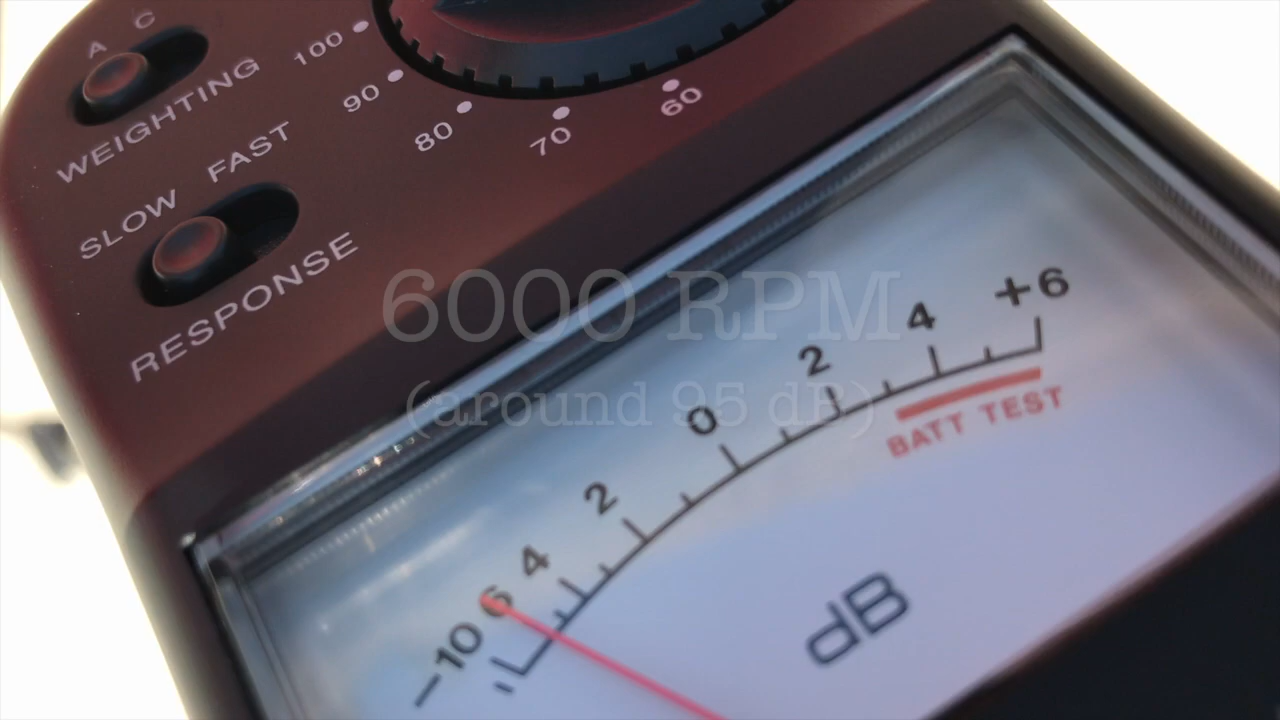 A C
WEIGHTING
SLOW FAST
RESPONSE
100
90
80
70
60
6000 RPM
(around 95 dB)
-10 6 4 2 0 2 4 +6
BATT TEST
dB